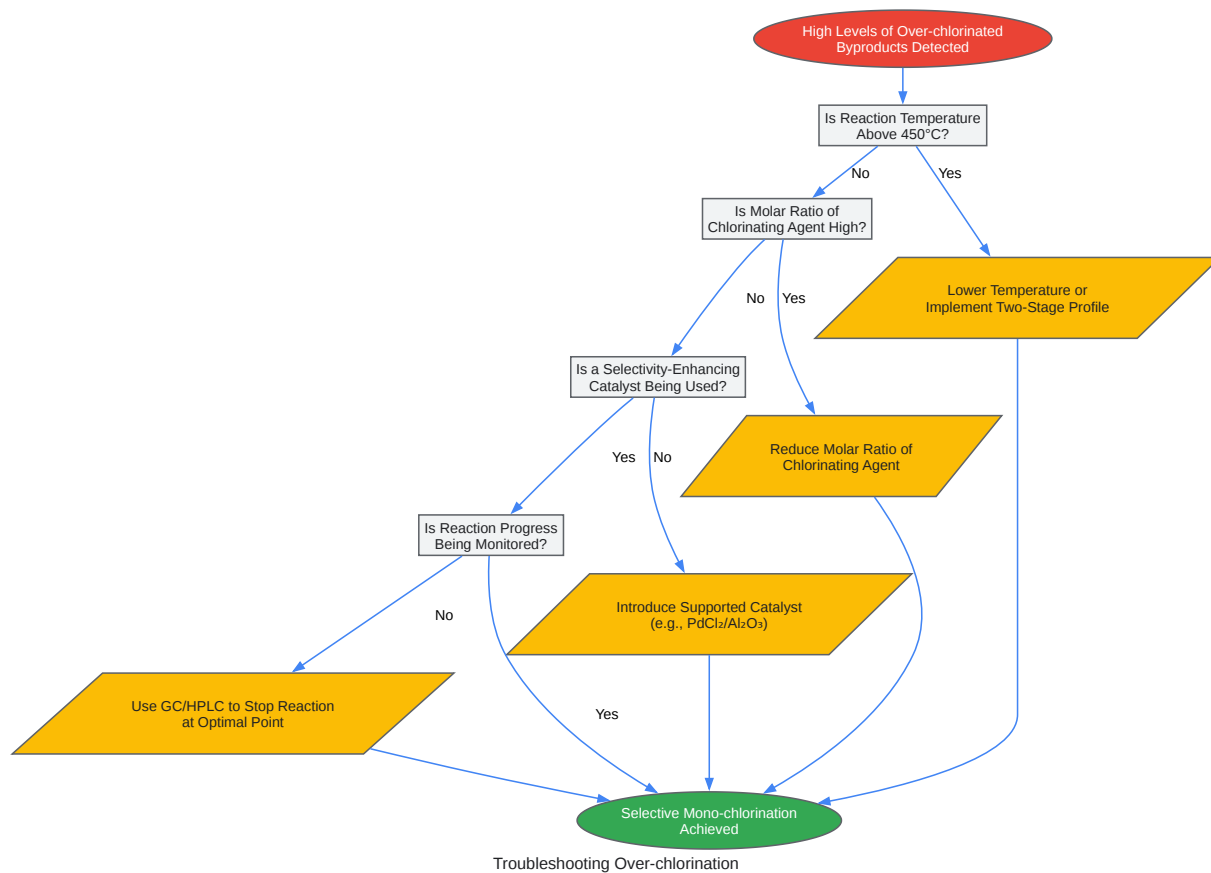 High Levels of Over-chlorinated
Byproducts Detected
Is Reaction Temperature
Above 450°C?
No
Yes
Is Molar Ratio of
Chlorinating Agent High?
Lower Temperature or
Implement Two-Stage Profile
No
Yes
Is a Selectivity-Enhancing
Catalyst Being Used?
Reduce Molar Ratio of
Chlorinating Agent
Yes
No
Is Reaction Progress
Being Monitored?
Introduce Supported Catalyst
(e.g., PdCl₂/Al₂O₃)
No
Use GC/HPLC to Stop Reaction
at Optimal Point
Yes
Selective Mono-chlorination
Achieved
Troubleshooting Over-chlorination